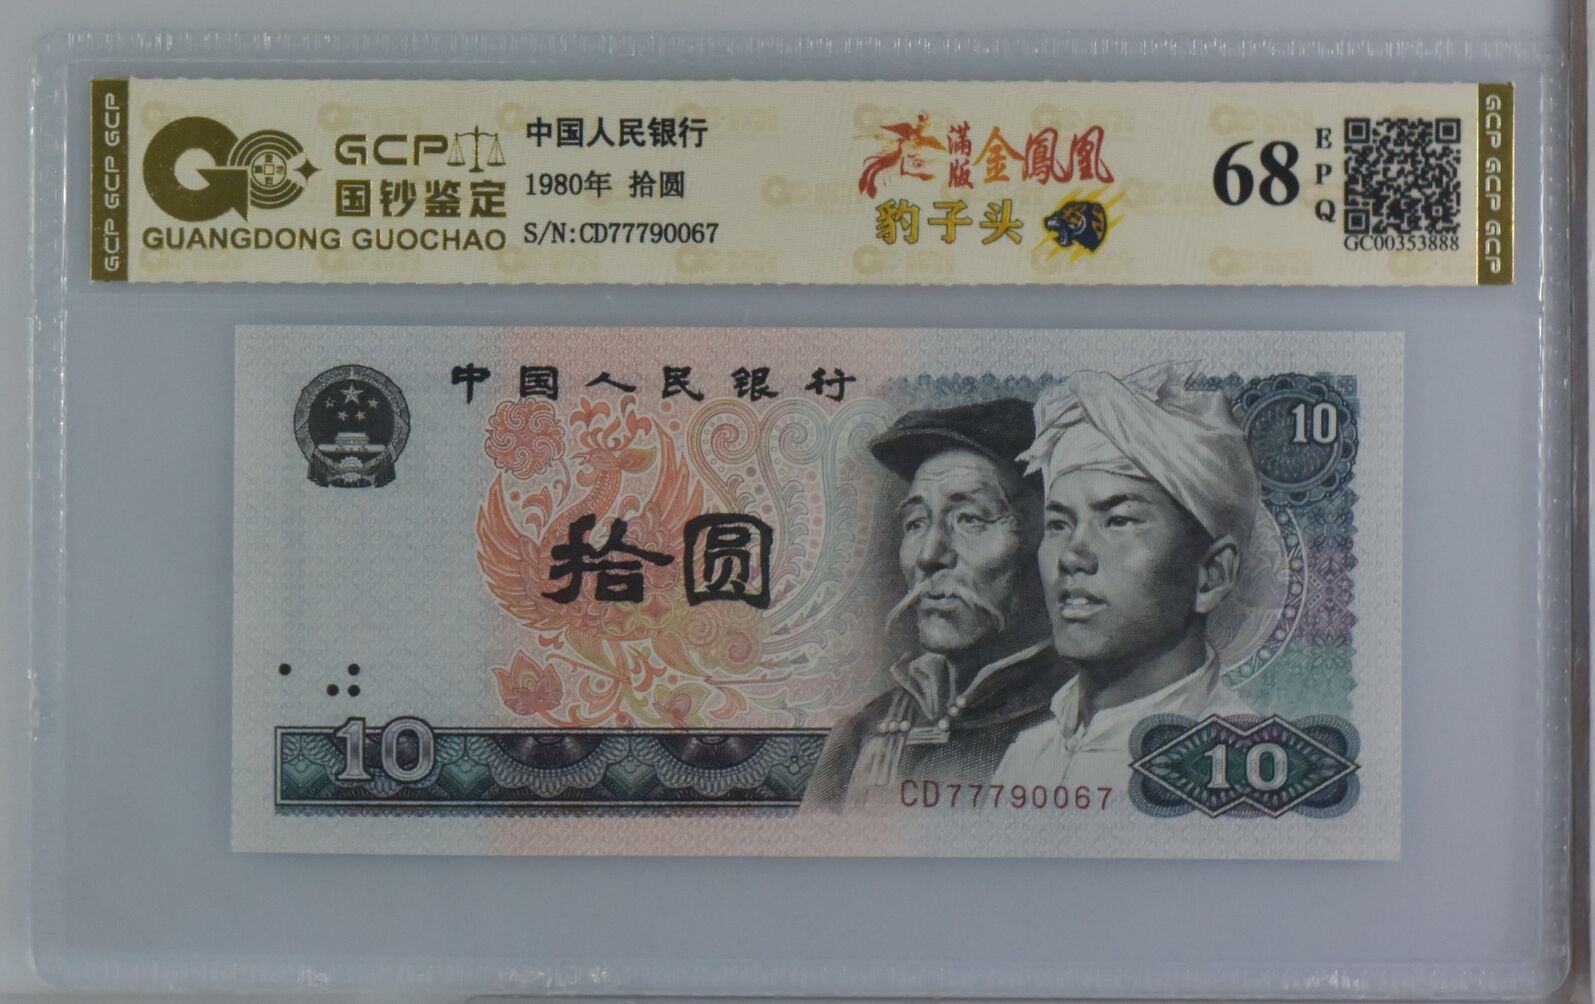 GCP GCP GCP
GCP
国钞鉴定
GUANGDONG GUOCHAO
中国人民银行
1980年 拾圆
S/N:CD77790067
满版金鳳凰
豹子头
68
EPQ
GC00353888
GCP GCP GCP
中国人民银行
10
拾圆
10
CD77790067
10